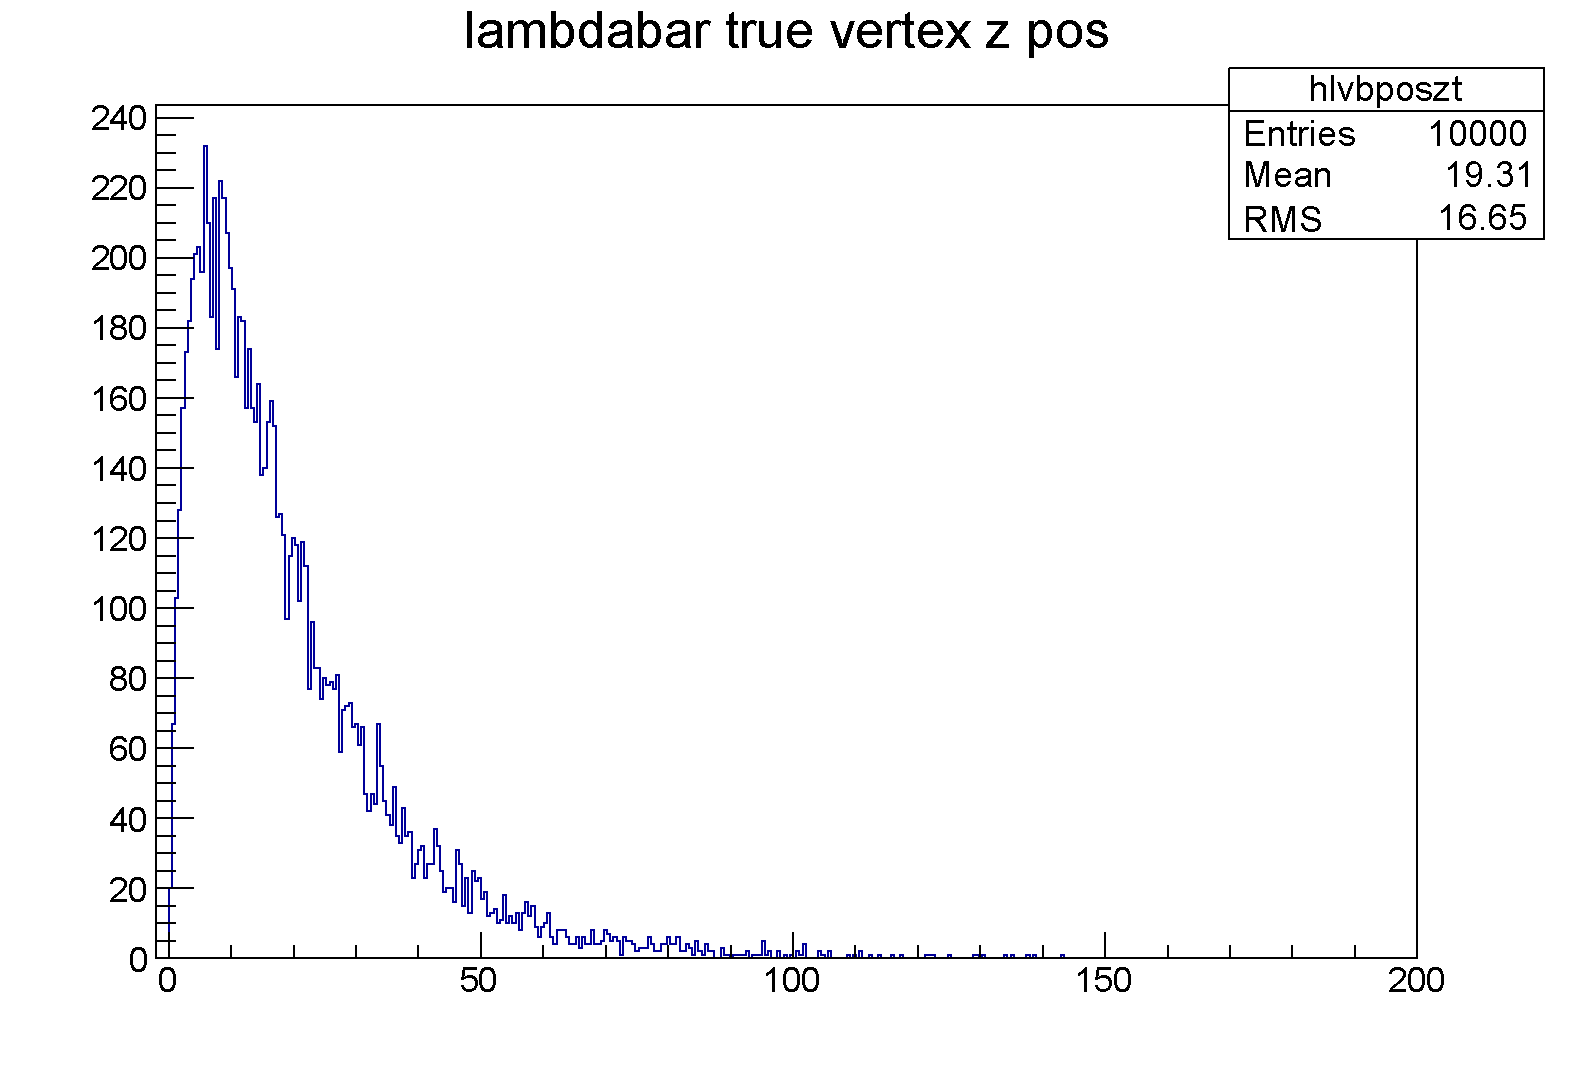 lambdabar true vertex z pos
hlvbposzt
Entries 10000
Mean 19.31
RMS 16.65
240
220
200
180
160
140
120
100
80
60
40
20
0
0 50 100 150 200